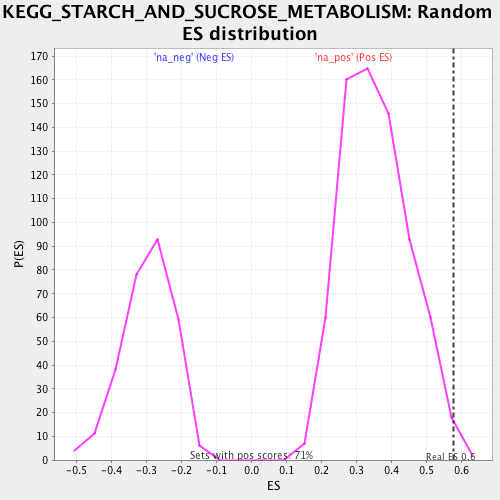 KEGG_STARCH_AND_SUCROSE_METABOLISM: Random
ES distribution
'na_neg' (Neg ES)
'na_pos' (Pos ES)
170
160
150
140
130
120
110
100
90
80
70
60
50
40
30
20
10
0
P(ES)
Sets with pos scores: 71%
Real ES 0.6
-0.5 -0.4 -0.3 -0.2 -0.1 0.0 0.1 0.2 0.3 0.4 0.5 0.6
ES